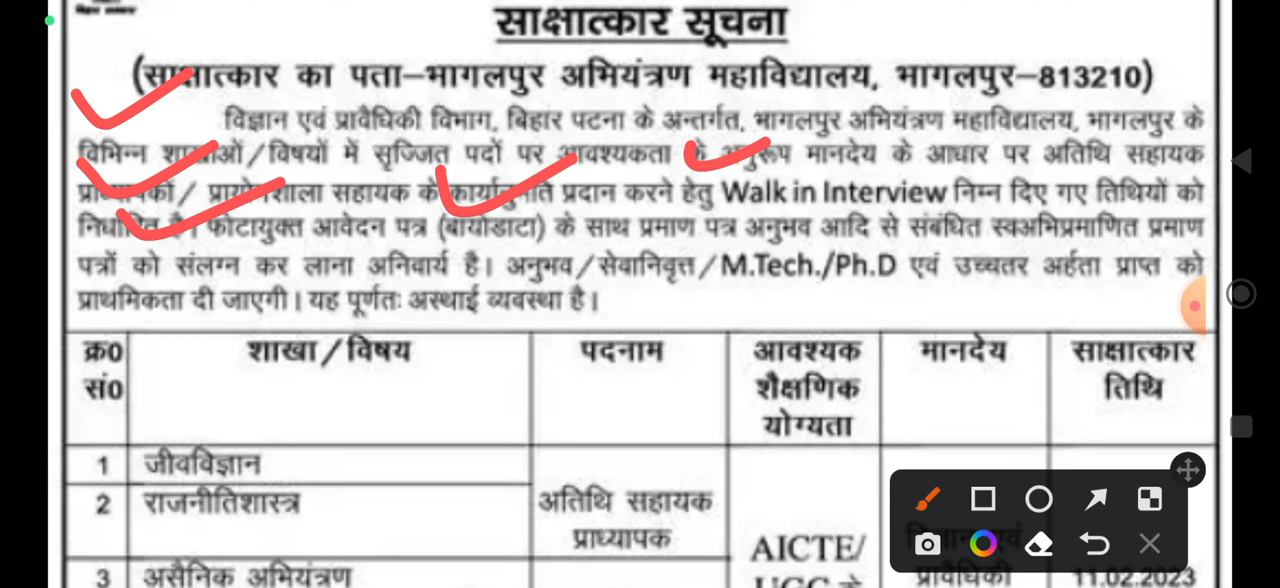 साक्षात्कार सूचना
(साक्षात्कार का पता–भागलपुर अभियंत्रण महाविद्यालय, भागलपुर–813210)
विज्ञान एवं प्रावैधिकी विभाग, बिहार पटना के अन्तर्गत, भागलपुर अभियंत्रण महाविद्यालय, भागलपुर के
विभिन्न शाखाओं/विषयों में सृज्जित पदों पर आवश्यकता के अनुरूप मानदेय के आधार पर अतिथि सहायक
प्राध्यापकों/ प्रायोगशाला सहायक के कार्यानुमति प्रदान करने हेतु Walk in Interview निम्न दिए गए तिथियों को
निर्धारित है। फोटायुक्त आवेदन पत्र (बायोडाटा) के साथ प्रमाण पत्र अनुभव आदि से संबंधित स्वअभिप्रमाणित प्रमाण
पत्रों को संलग्न कर लाना अनिवार्य है। अनुभव/सेवानिवृत्त/M.Tech./Ph.D एवं उच्चतर अर्हता प्राप्त को
प्राथमिकता दी जाएगी। यह पूर्णतः अस्थाई व्यवस्था है।
क्र0 सं0 शाखा/विषय पदनाम आवश्यक शैक्षणिक योग्यता मानदेय साक्षात्कार तिथि
1 जीवविज्ञान
2 राजनीतिशास्त्र
अतिथि सहायक
प्राध्यापक
AICTE/
3 असैनिक अभियंत्रण
UGC के
प्रावैधिकी
11.02.2023